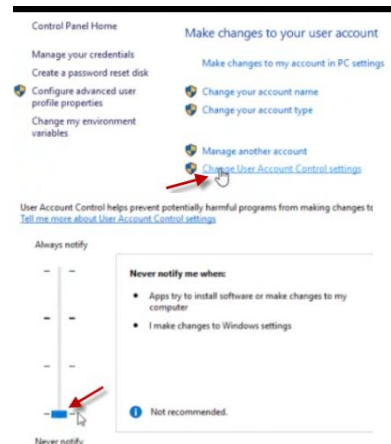 Control Panel Home
Make changes to your user account
Manage your credentials
Create a password reset disk
Configure advanced user
profile properties
Change my environment
variables
Make changes to my account in PC settings
Change your account name
Change your account type
Manage another account
Change User Account Control settings
User Account Control helps prevent potentially harmful programs from making changes to
Tell me more about User Account Control settings
Always notify
Never notify me when:
• Apps try to install software or make changes to my
computer
• I make changes to Windows settings
Not recommended.
Never notify